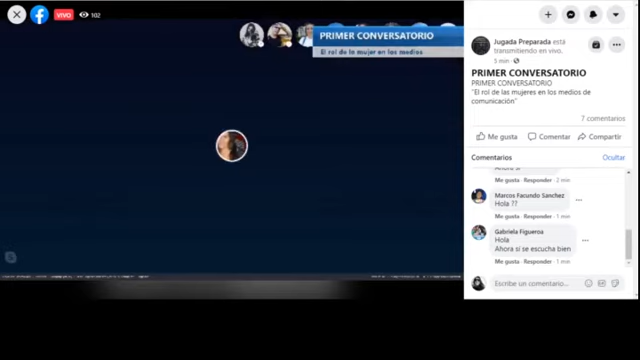 VIVO
102
PRIMER CONVERSATORIO
El rol de la mujer en los medios
Jugada Preparada está
transmitiendo en vivo.
5 min
PRIMER CONVERSATORIO
PRIMER CONVERSATORIO
"El rol de las mujeres en los medios de
comunicación"
7 comentarios
Me gusta
Comentar
Compartir
Comentarios
Ocultar
Me gusta · Responder · 2 min
Marcos Facundo Sanchez
Hola ??
Me gusta · Responder · 1 min
Gabriela Figueroa
Hola
Ahora si se escucha bien
Me gusta · Responder · 1 min
Escribe un comentario...